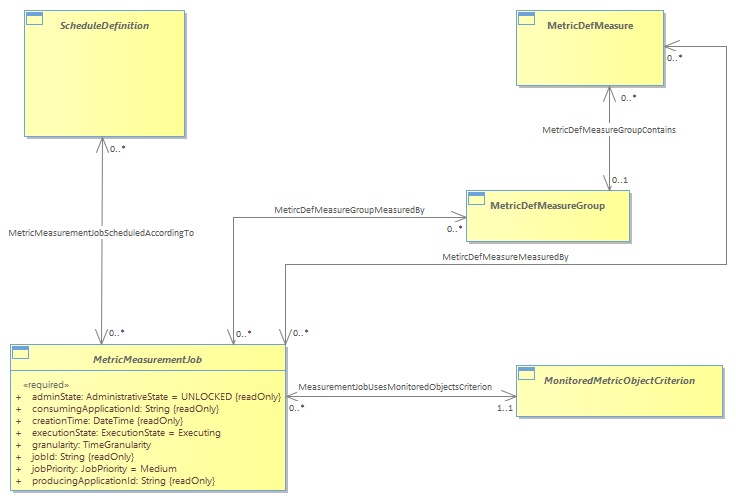 ScheduleDefinition
MetricDefMeasure
0..*
0..*
MetricDefMeasureGroupContains
0..*
0..1
MetricDefMeasureGroup
MetircDefMeasureGroupMeasuredBy
0..*
MetricMeasurementJobScheduledAccordingTo
MetircDefMeasureMeasuredBy
0..*
0..*
0..*
MetricMeasurementJob
«required»
+ adminState: AdministrativeState = UNLOCKED {readOnly}
+ consumingApplicationId: String {readOnly}
+ creationTime: DateTime {readOnly}
+ executionState: ExecutionState = Executing
+ granularity: TimeGranularity
+ jobId: String {readOnly}
+ jobPriority: JobPriority = Medium
+ producingApplicationId: String {readOnly}
MeasurementJobUsesMonitoredObjectsCriterion
0..*
1..1
MonitoredMetricObjectCriterion